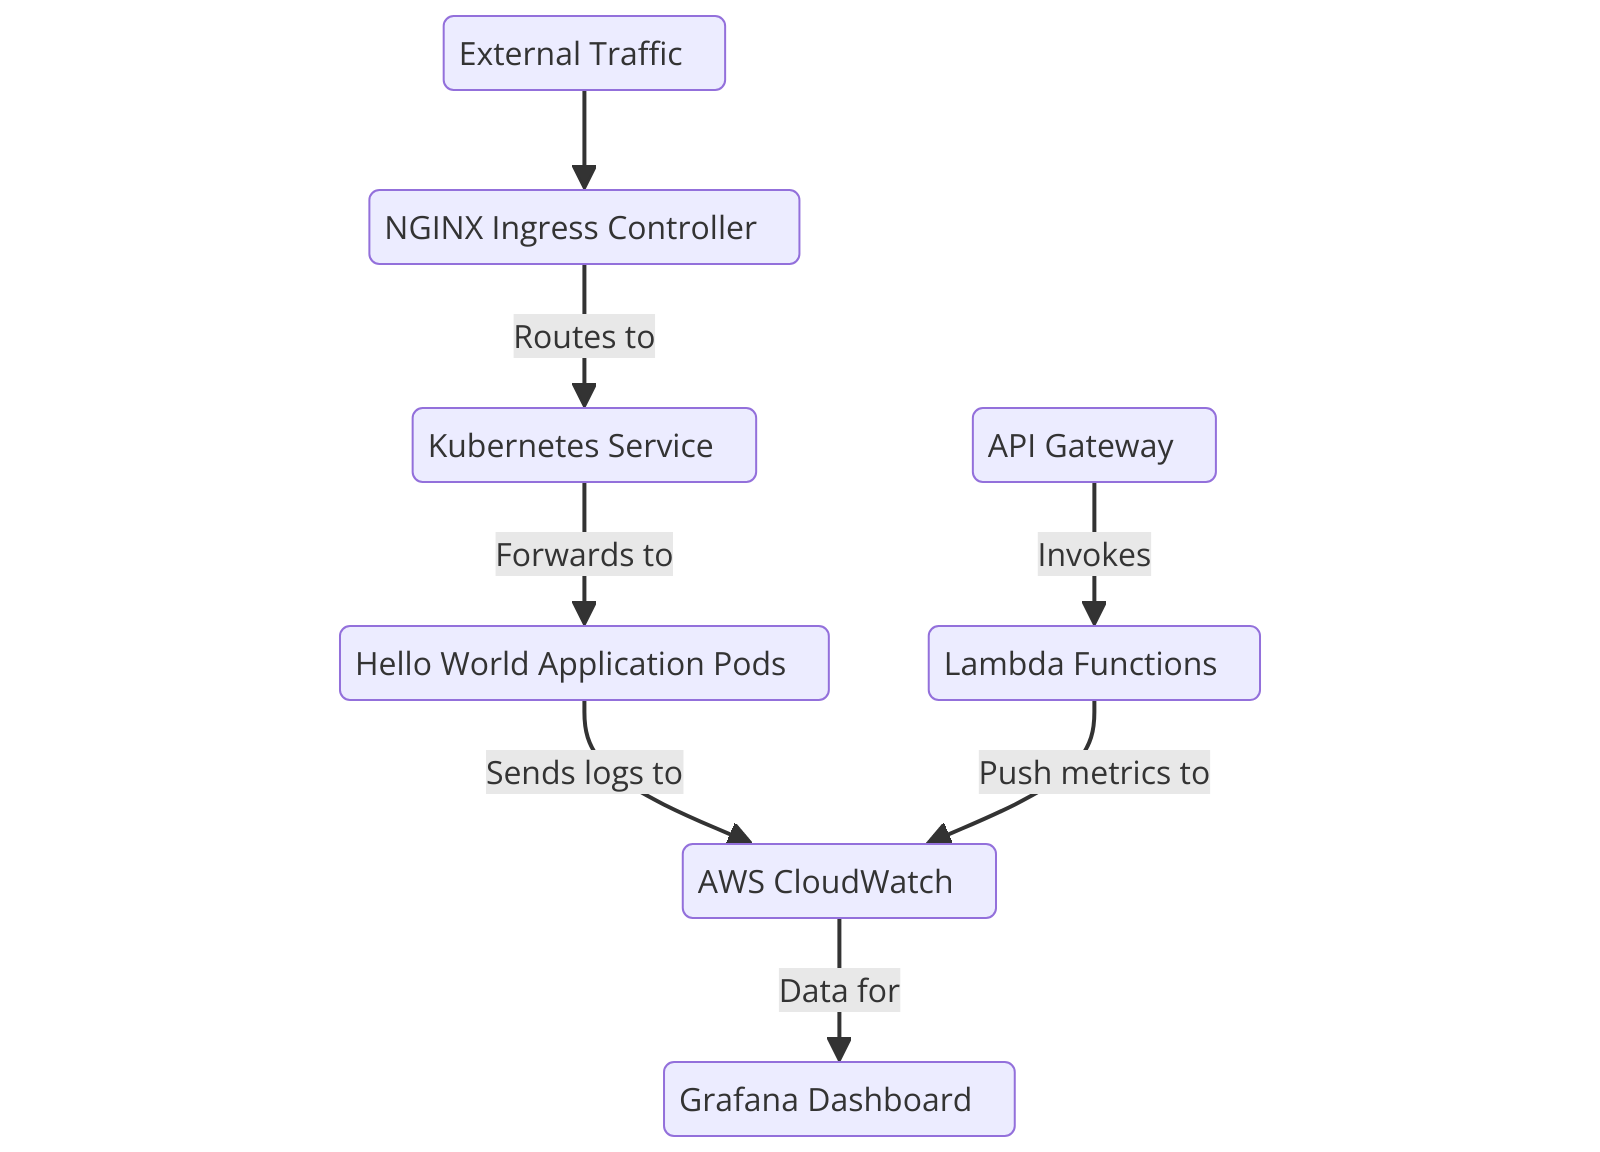 External Traffic
NGINX Ingress Controller
Routes to
Kubernetes Service
API Gateway
Forwards to
Invokes
Hello World Application Pods
Lambda Functions
Sends logs to
Push metrics to
AWS CloudWatch
Data for
Grafana Dashboard